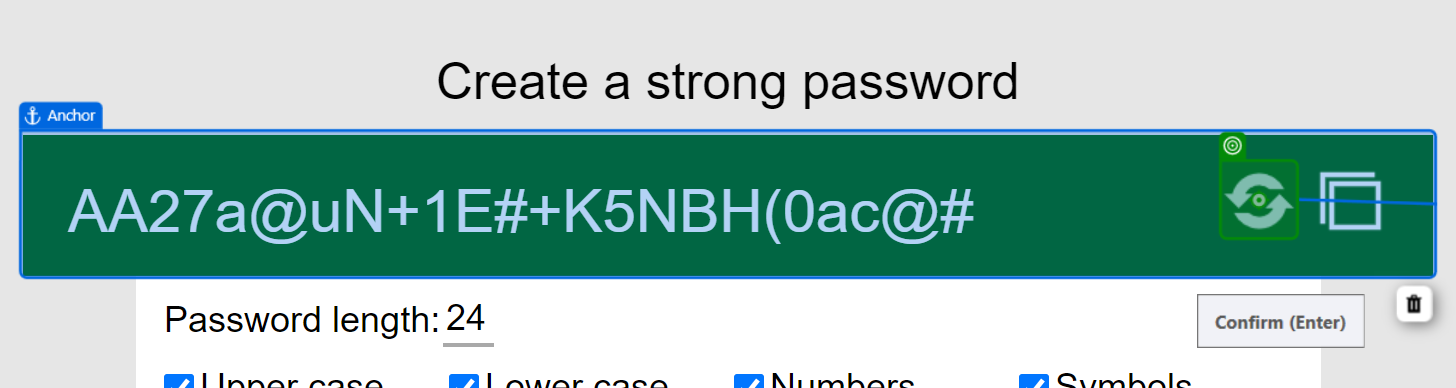 Create a strong password
Anchor
AA27a@uN+1E#+K5NBH(0ac@#
Password length: 24
Confirm (Enter)
Upper case Lower case Numbers Symbols